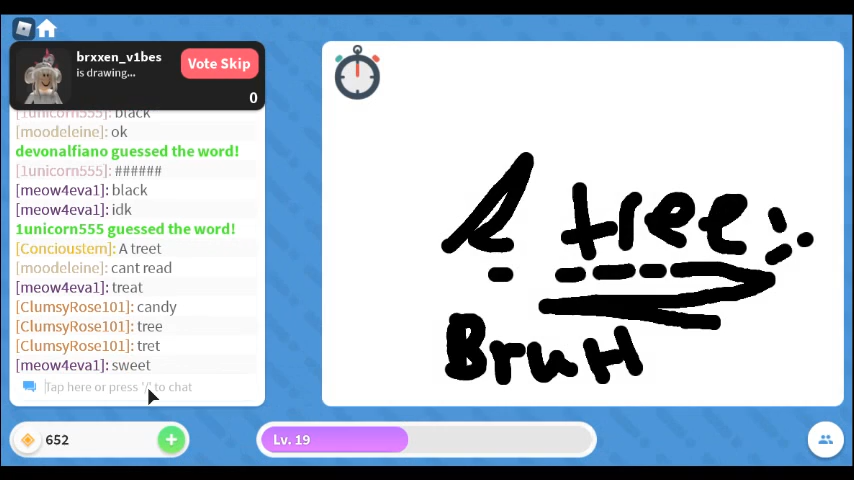 brxxen_v1bes
is drawing...
Vote Skip
0
[1unicorn555]: black
[moodeleine]: ok
devonalfiano guessed the word!
[1unicorn555]: ######
[meow4eva1]: black
[meow4eva1]: idk
1unicorn555 guessed the word!
[Concioustem]: A treet
[moodeleine]: cant read
[meow4eva1]: treat
[ClumsyRose101]: candy
[ClumsyRose101]: tree
[ClumsyRose101]: tret
[meow4eva1]: sweet
Tap here or press '/' to chat
A tree
BruH
652
Lv. 19